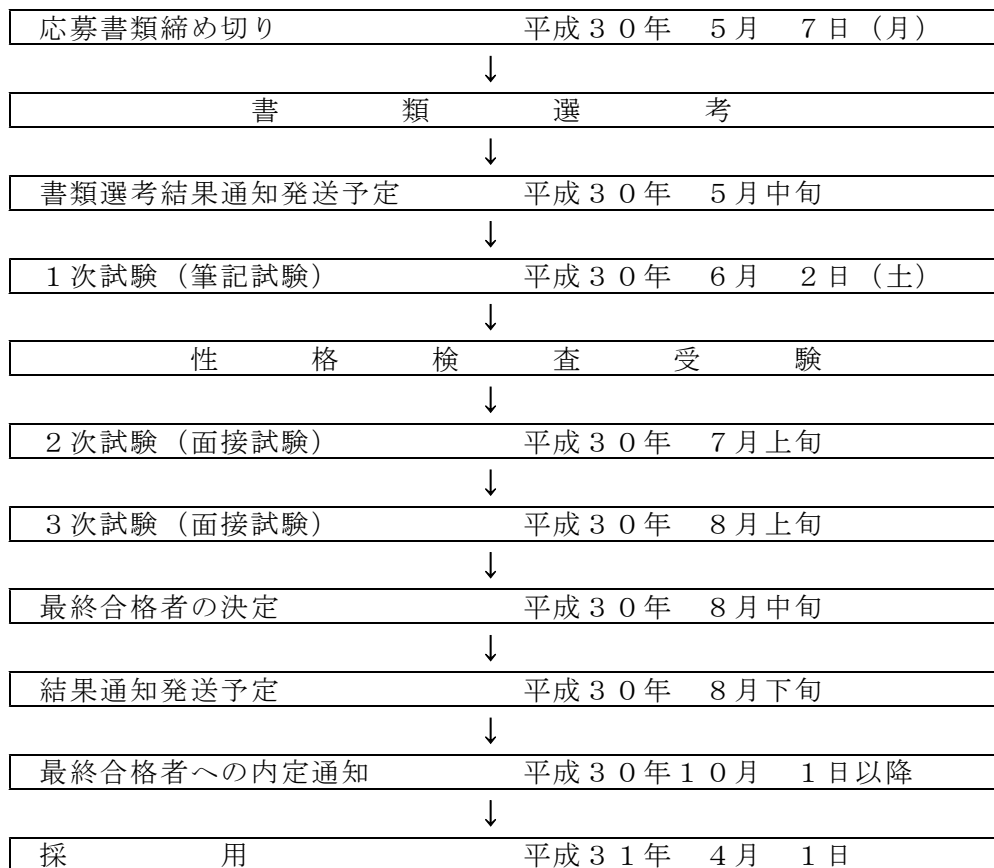 応募書類締め切り　平成３０年　５月　７日（月）
↓
書類選考
↓
書類選考結果通知発送予定　平成３０年　５月中旬
↓
１次試験（筆記試験）　平成３０年　６月　２日（土）
↓
性格検査受験
↓
２次試験（面接試験）　平成３０年　７月上旬
↓
３次試験（面接試験）　平成３０年　８月上旬
↓
最終合格者の決定　平成３０年　８月中旬
↓
結果通知発送予定　平成３０年　８月下旬
↓
最終合格者への内定通知　平成３０年１０月　１日以降
↓
採用　平成３１年　４月　１日